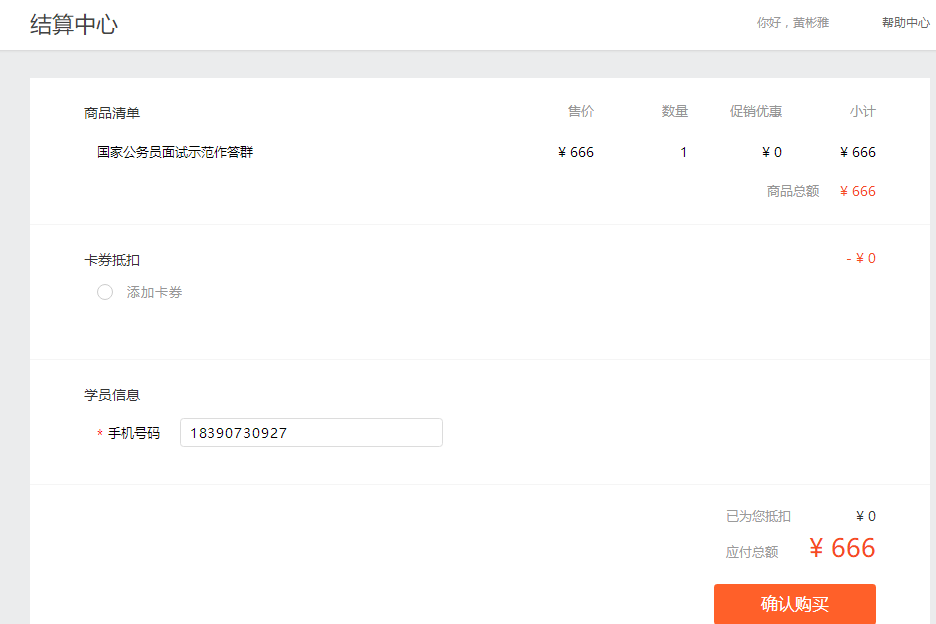 结算中心 你好，黄彬雅 帮助中心
商品清单 售价 数量 促销优惠 小计
国家公务员面试示范作答群 ¥ 666 1 ¥ 0 ¥ 666
商品总额 ¥ 666
卡券抵扣 - ¥ 0
添加卡券
学员信息
* 手机号码 18390730927
已为您抵扣 ¥ 0
应付总额 ¥ 666
确认购买